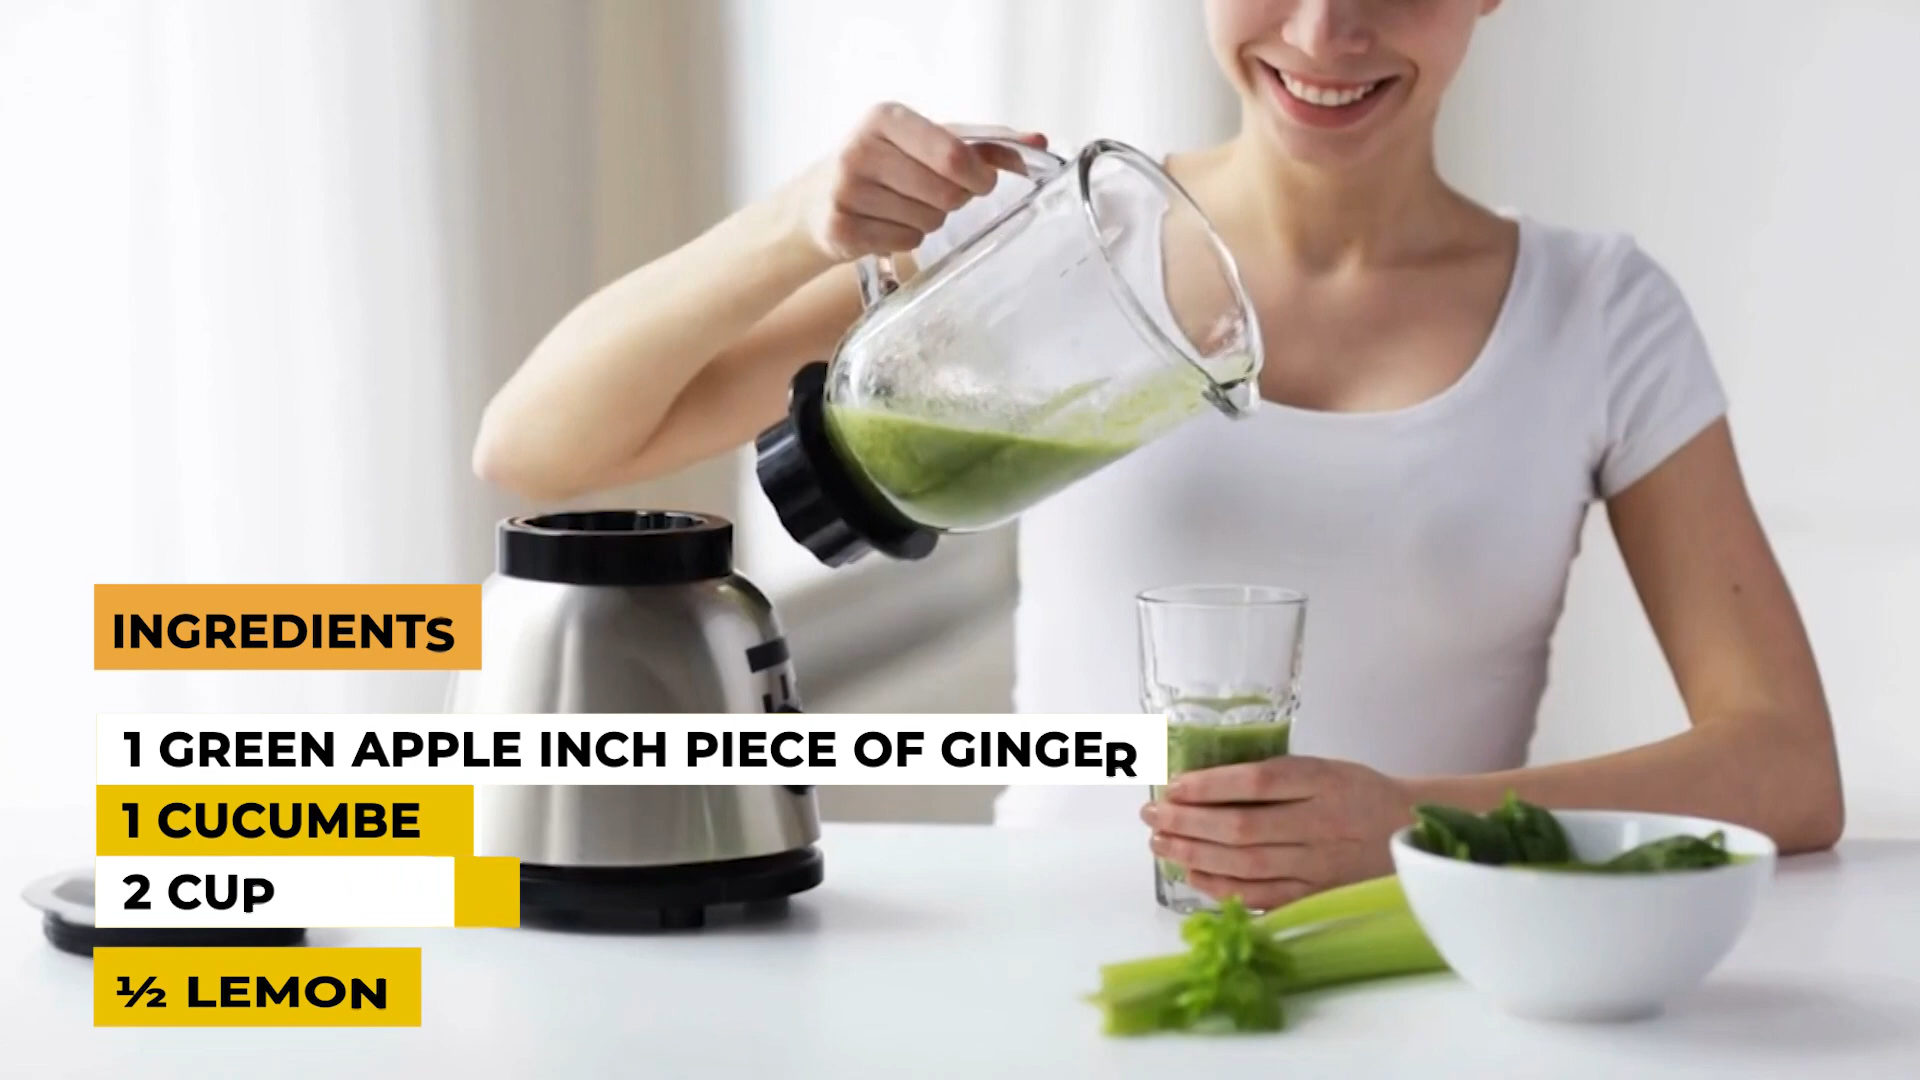 INGREDIENTS
1 GREEN APPLE INCH PIECE OF GINGER
1 CUCUMBE
2 CUP
½ LEMON